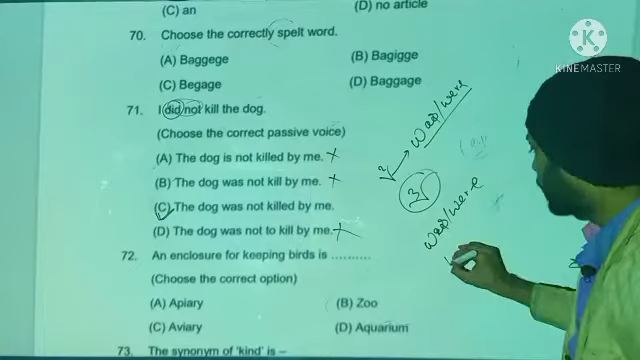 (C) an (D) no article
70. Choose the correctly spelt word.
(A) Baggege (B) Bagigge
(C) Begage (D) Baggage
71. I did not kill the dog.
(Choose the correct passive voice)
(A) The dog is not killed by me.
(B) The dog was not kill by me.
(C) The dog was not killed by me.
(D) The dog was not to kill by me.
72. An enclosure for keeping birds is ..........
(Choose the correct option)
(A) Apiary (B) Zoo
(C) Aviary (D) Aquarium
73. The synonym of 'kind' is –
V2 → was/were
V3
was/were
KINEMASTER